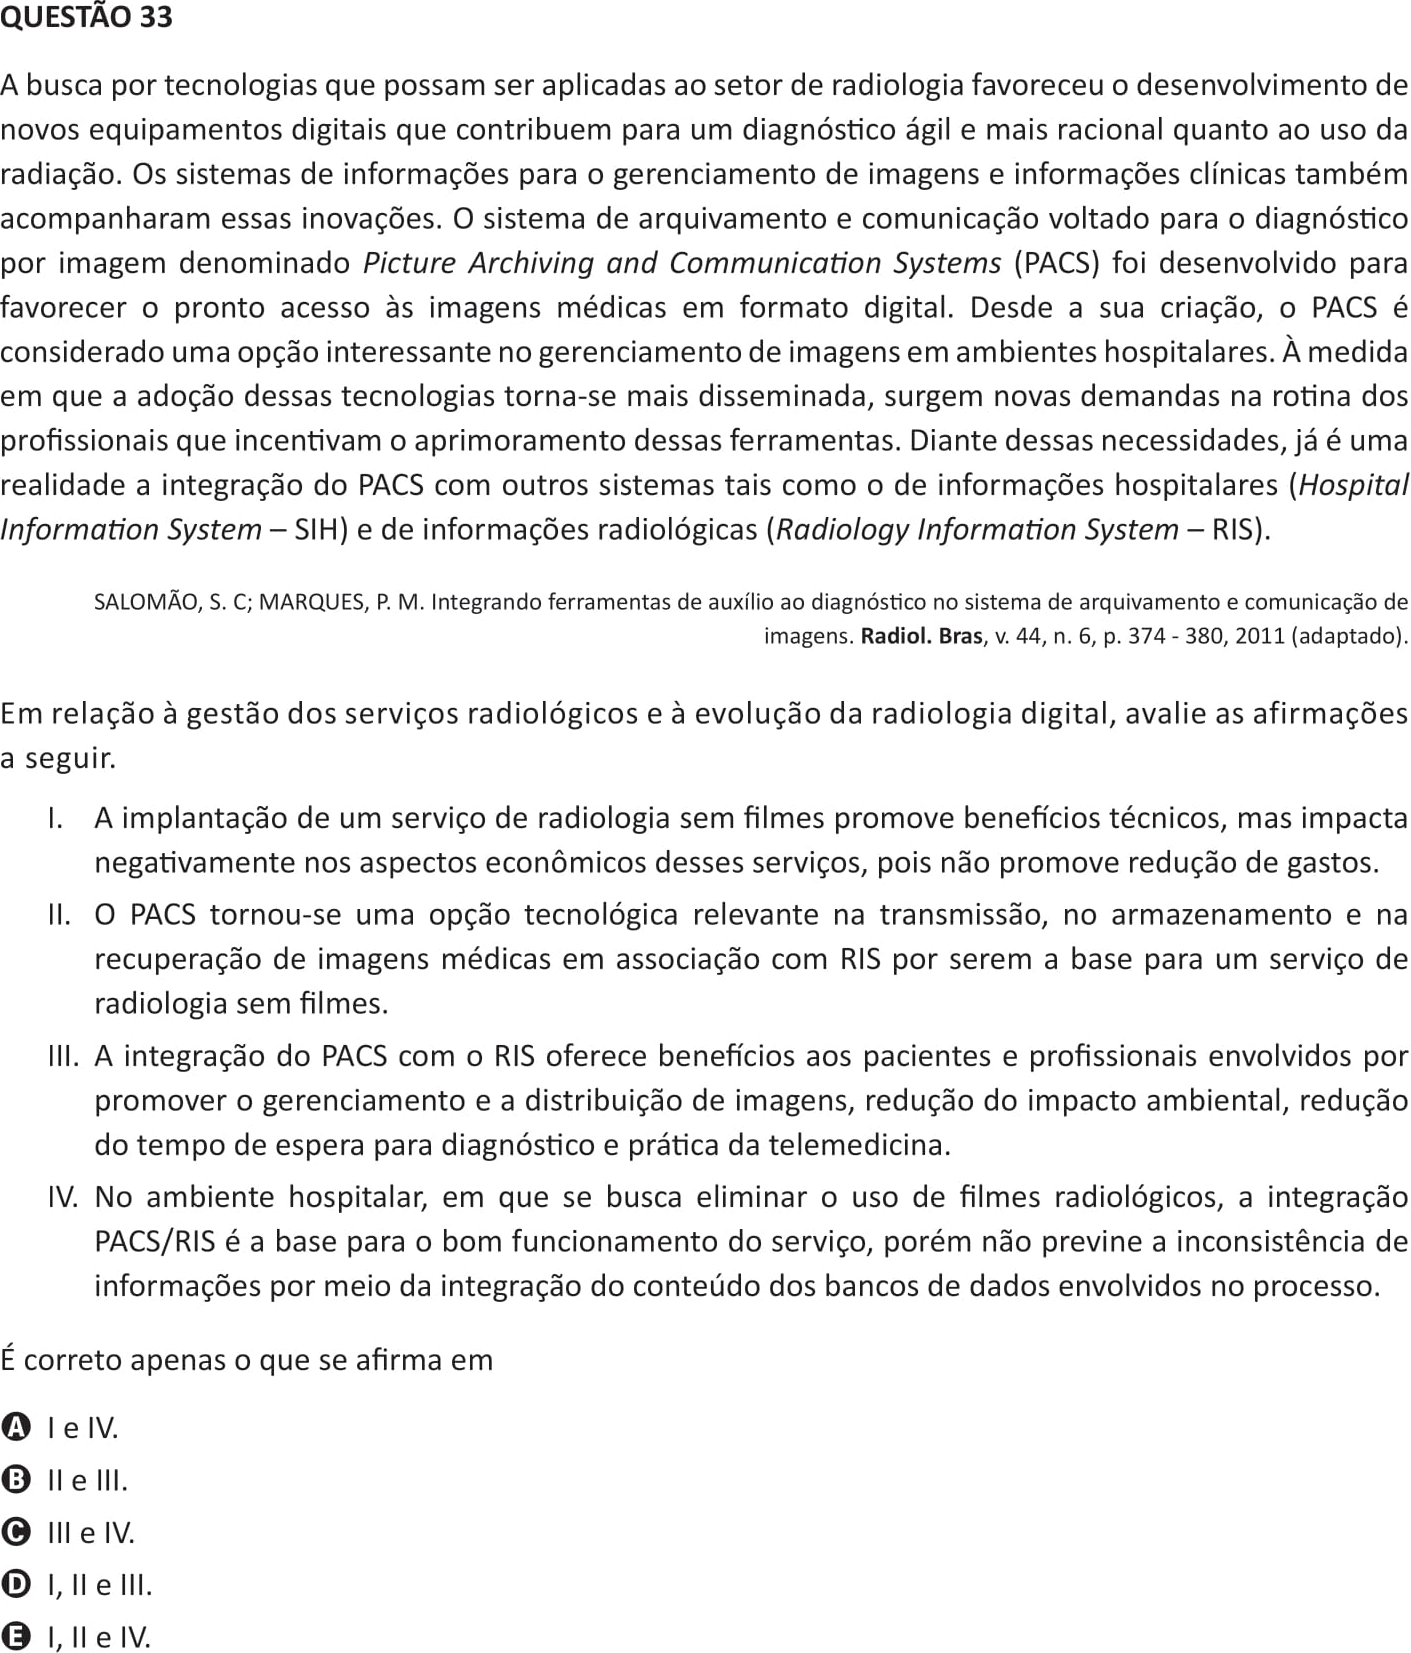 QUESTÃO 33
A busca por tecnologias que possam ser aplicadas ao setor de radiologia favoreceu o desenvolvimento de
novos equipamentos digitais que contribuem para um diagnóstico ágil e mais racional quanto ao uso da
radiação. Os sistemas de informações para o gerenciamento de imagens e informações clínicas também
acompanharam essas inovações. O sistema de arquivamento e comunicação voltado para o diagnóstico
por imagem denominado Picture Archiving and Communication Systems (PACS) foi desenvolvido para
favorecer o pronto acesso às imagens médicas em formato digital. Desde a sua criação, o PACS é
considerado uma opção interessante no gerenciamento de imagens em ambientes hospitalares. À medida
em que a adoção dessas tecnologias torna-se mais disseminada, surgem novas demandas na rotina dos
profissionais que incentivam o aprimoramento dessas ferramentas. Diante dessas necessidades, já é uma
realidade a integração do PACS com outros sistemas tais como o de informações hospitalares (Hospital
Information System – SIH) e de informações radiológicas (Radiology Information System – RIS).
SALOMÃO, S. C; MARQUES, P. M. Integrando ferramentas de auxílio ao diagnóstico no sistema de arquivamento e comunicação de
imagens. Radiol. Bras, v. 44, n. 6, p. 374 - 380, 2011 (adaptado).
Em relação à gestão dos serviços radiológicos e à evolução da radiologia digital, avalie as afirmações
a seguir.
I. A implantação de um serviço de radiologia sem filmes promove benefícios técnicos, mas impacta
negativamente nos aspectos econômicos desses serviços, pois não promove redução de gastos.
II. O PACS tornou-se uma opção tecnológica relevante na transmissão, no armazenamento e na
recuperação de imagens médicas em associação com RIS por serem a base para um serviço de
radiologia sem filmes.
III. A integração do PACS com o RIS oferece benefícios aos pacientes e profissionais envolvidos por
promover o gerenciamento e a distribuição de imagens, redução do impacto ambiental, redução
do tempo de espera para diagnóstico e prática da telemedicina.
IV. No ambiente hospitalar, em que se busca eliminar o uso de filmes radiológicos, a integração
PACS/RIS é a base para o bom funcionamento do serviço, porém não previne a inconsistência de
informações por meio da integração do conteúdo dos bancos de dados envolvidos no processo.
É correto apenas o que se afirma em
A I e IV.
B II e III.
C III e IV.
D I, II e III.
E I, II e IV.